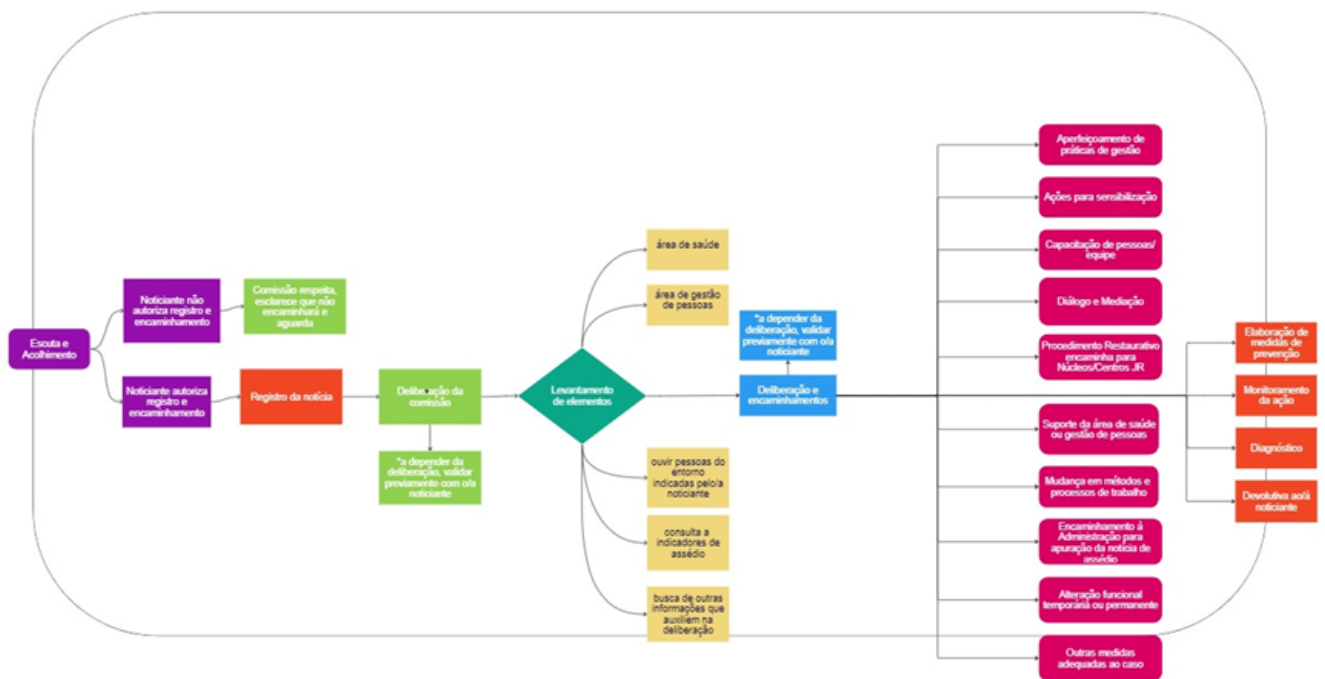 Escuta e
Acolhimento
Noticiante não
autoriza registro e
encaminhamento
Comissão respeita,
esclarece que não
encaminhará e
aguarda
Noticiante autoriza
registro e
encaminhamento
Registro da notícia
Deliberação da
comissão
*a depender da
deliberação, validar
previamente com o/a
noticiante
Levantamento
de elementos
área de saúde
área de gestão
de pessoas
ouvir pessoas do
entorno
indicadas pelo/a
noticiante
consulta a
indicadores de
assédio
busca de outras
informações que
auxiliem na
deliberação
*a depender da
deliberação, validar
previamente com o/a
noticiante
Deliberação e
encaminhamentos
Aperfeiçoamento de
práticas de gestão
Ações para sensibilização
Capacitação de pessoas/
equipe
Diálogo e Mediação
Procedimento Restaurativo
encaminha para
Núcleos/Centros JR
Suporte da área de saúde
ou gestão de pessoas
Mudança em métodos e
processos de trabalho
Encaminhamento à
Administração para
apuração da notícia de
assédio
Alteração funcional
temporária ou permanente
Outras medidas
adequadas ao caso
Elaboração de
medidas de
prevenção
Monitoramento
da ação
Diagnóstico
Devolutiva ao/à
noticiante